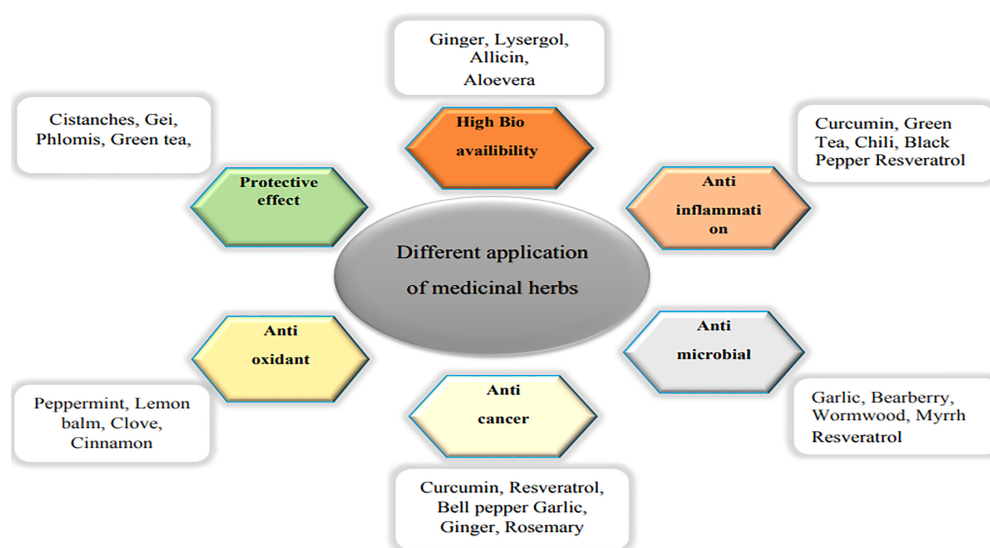 Ginger, Lysergol,
Allicin,
Aloevera
High Bio
availibility
Cistanches, Gei,
Phlomis, Green tea,
Protective
effect
Curcumin, Green
Tea, Chili, Black
Pepper Resveratrol
Anti
inflammati
on
Different application
of medicinal herbs
Anti
oxidant
Peppermint, Lemon
balm, Clove,
Cinnamon
Anti
microbial
Garlic, Bearberry,
Wormwood, Myrrh
Resveratrol
Anti
cancer
Curcumin, Resveratrol,
Bell pepper Garlic,
Ginger, Rosemary